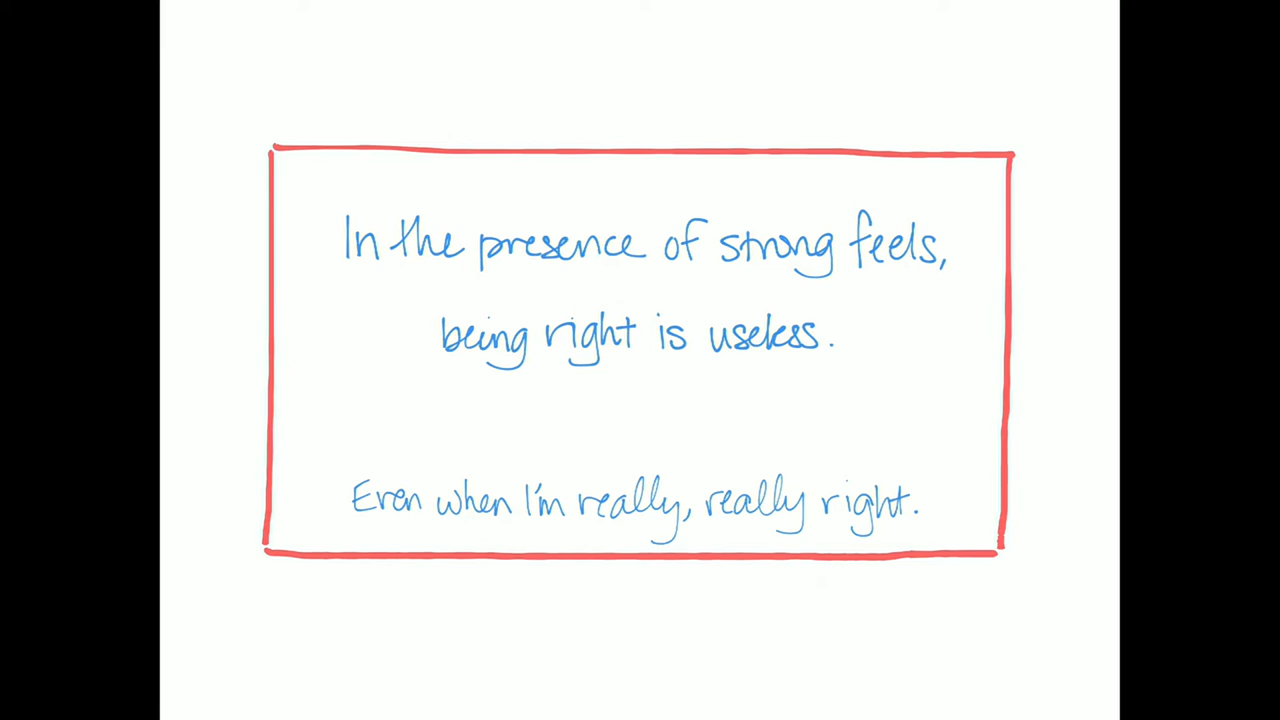 In the presence of strong feels,
being right is useless.
Even when I'm really, really right.